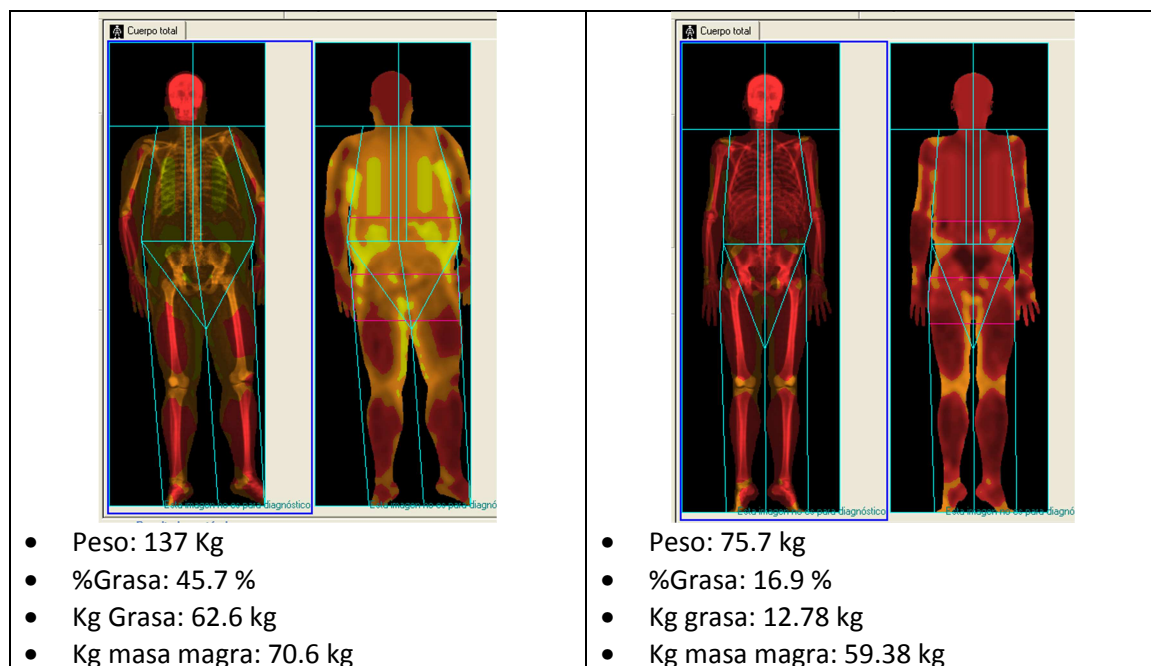 Cuerpo total
Esta imagen no es para diagnóstico
Esta imagen no es para diagnó
• Peso: 137 Kg
• %Grasa: 45.7 %
• Kg Grasa: 62.6 kg
• Kg masa magra: 70.6 kg
Cuerpo total
Esta imagen no es para diagnóstico
Esta imagen no es para diagnó
• Peso: 75.7 kg
• %Grasa: 16.9 %
• Kg grasa: 12.78 kg
• Kg masa magra: 59.38 kg